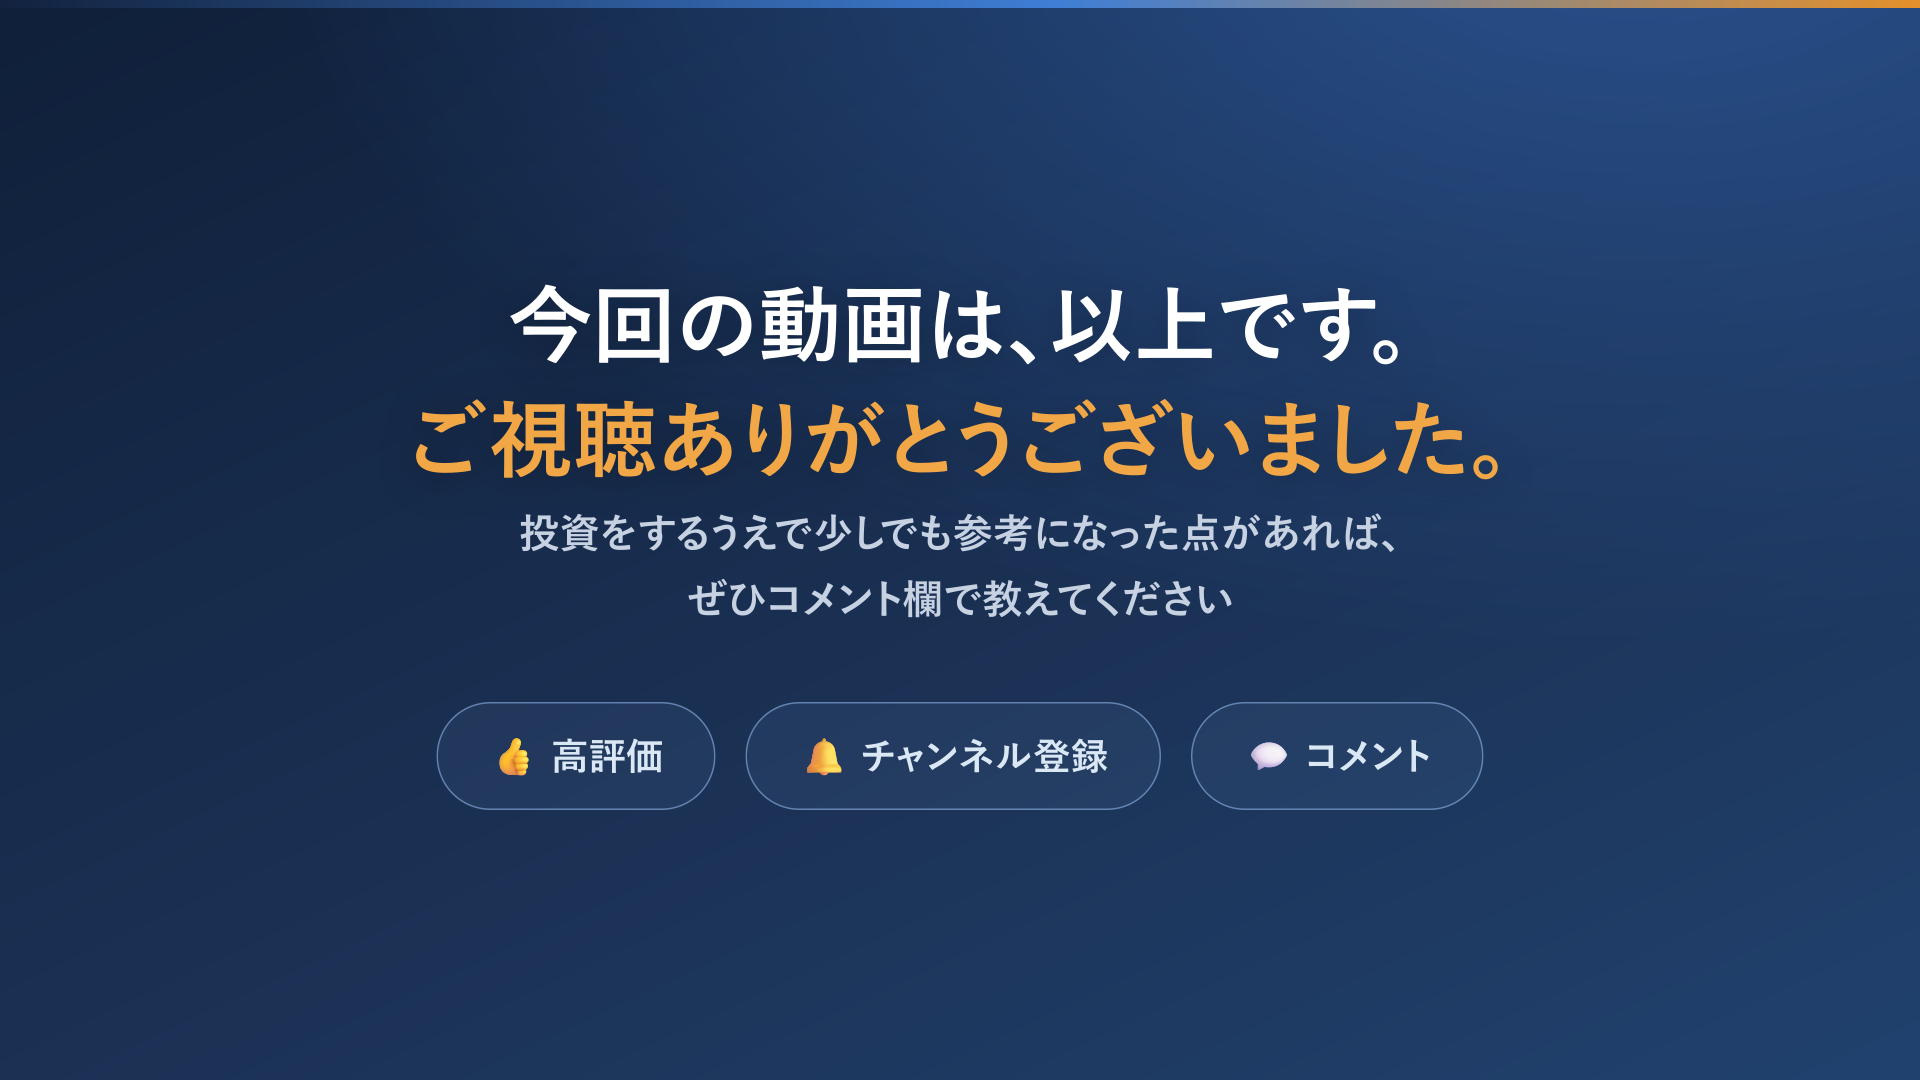 今回の動画は、以上です。
ご視聴ありがとうございました。
投資をするうえで少しでも参考になった点があれば、
ぜひコメント欄で教えてください
👍 高評価
🔔 チャンネル登録
💬 コメント